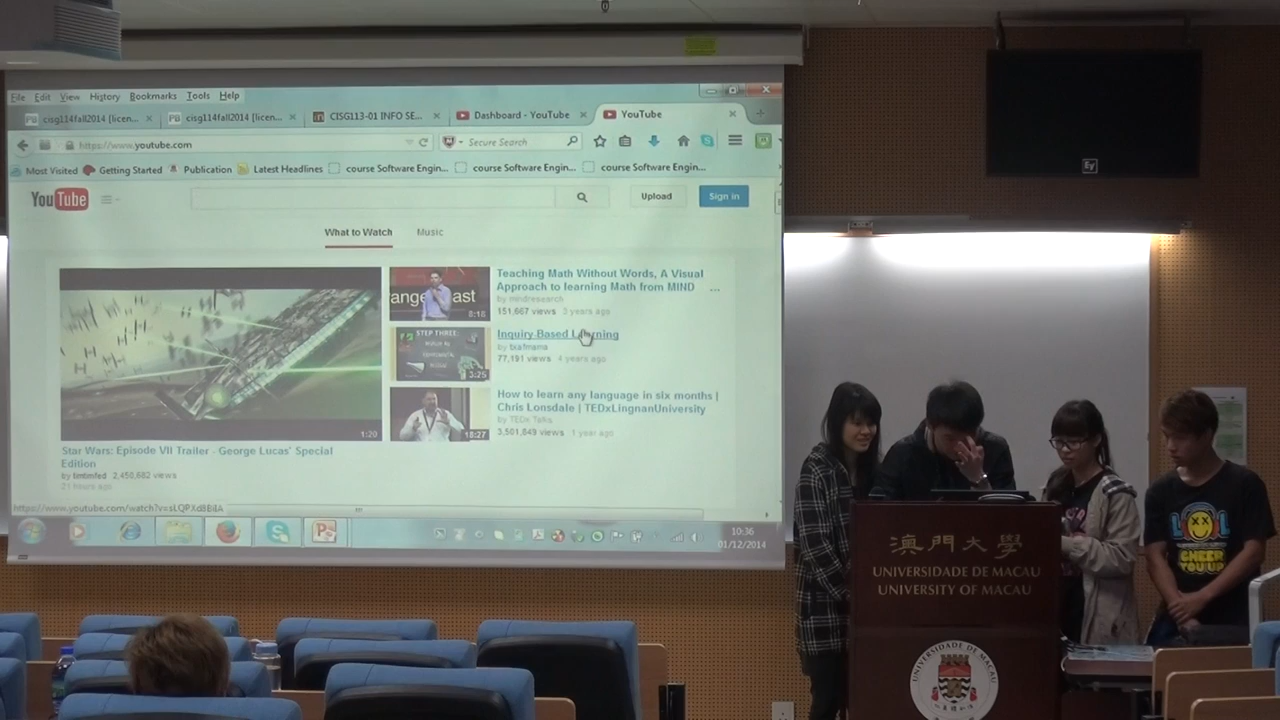 File Edit View History Bookmarks Tools Help
cisg114fall2014 [licen... cisg114fall2014 [licen... CISG113-01 INFO SE... Dashboard - YouTube YouTube
https://www.youtube.com Secure Search
Most Visited Getting Started Publication Latest Headlines course Software Engin... course Software Engin... course Software Engin...
YouTube Upload Sign in
What to Watch Music
Teaching Math Without Words, A Visual
Approach to learning Math from MIND ...
by mindresearch
151,667 views 3 years ago
8:16
Inquiry Based Learning
77,191 views 4 years ago
STEP THREE:
3:25
How to learn any language in six months |
Chris Lonsdale | TEDxLingnanUniversity
by TEDx Talks
3,501,849 views 1 year ago
18:27
1:20
Star Wars: Episode VII Trailer - George Lucas' Special
Edition
2,450,682 views
21 hours ago
10:36
01/12/2014
澳門大學
UNIVERSIDADE DE MACAU
UNIVERSITY OF MACAU
UNIVERSIDADE DE MACAU
LOL
CHEER
YOU UP